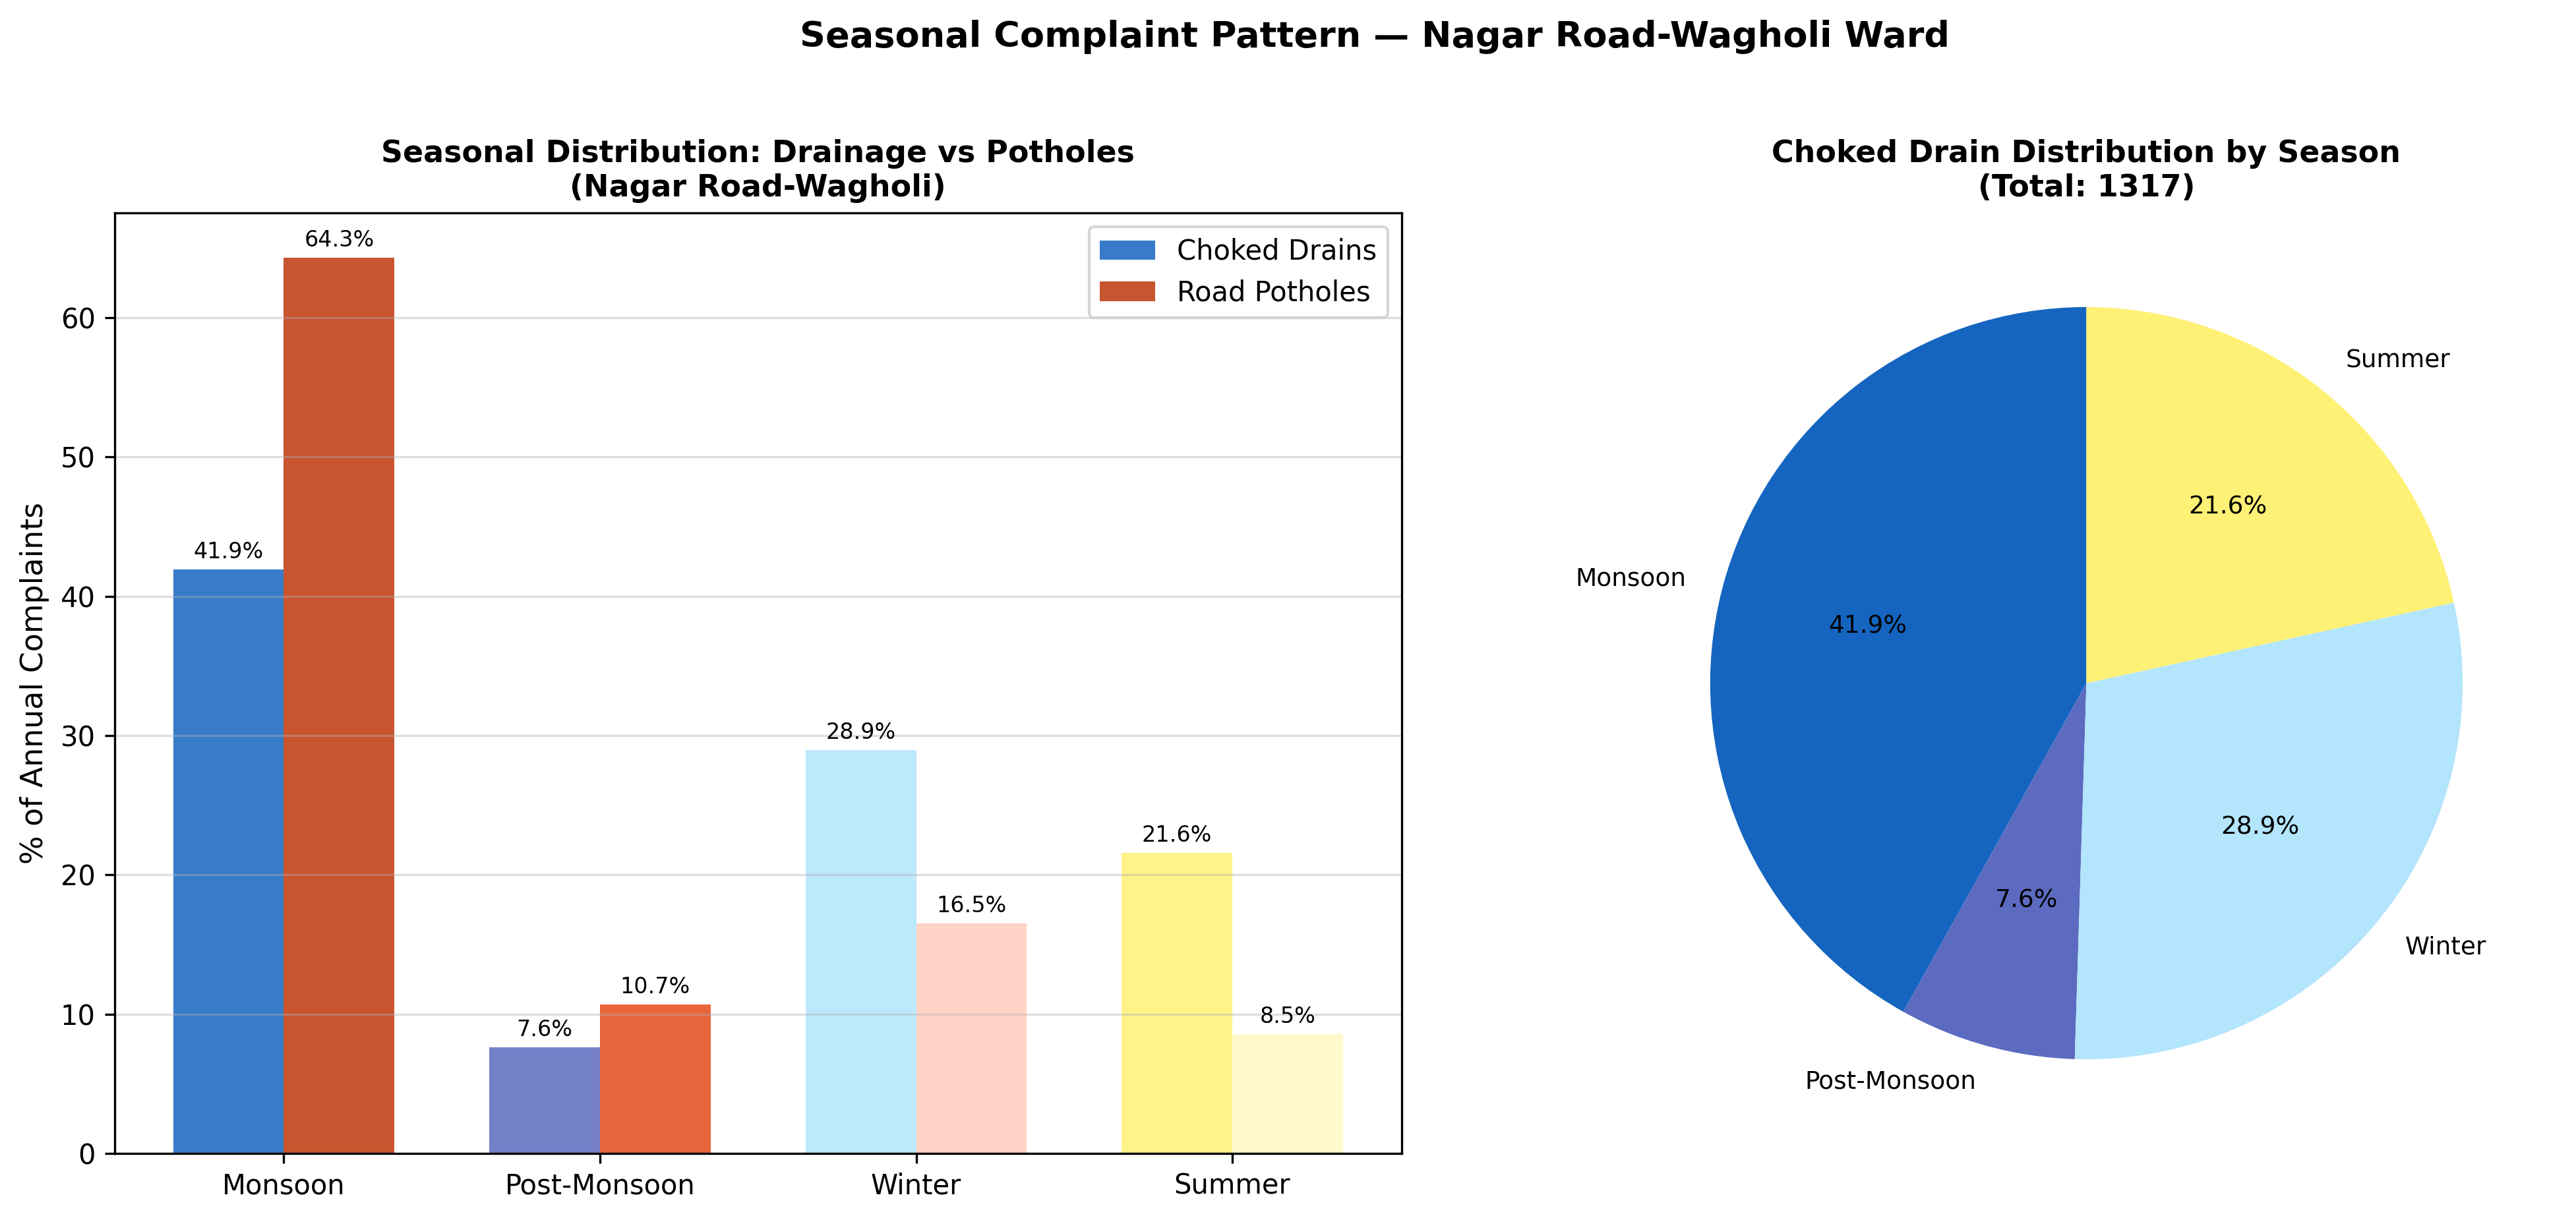 Seasonal Complaint Pattern — Nagar Road-Wagholi Ward
Seasonal Distribution: Drainage vs Potholes
(Nagar Road-Wagholi)
% of Annual Complaints
60
50
40
30
20
10
0
64.3%
41.9%
7.6%
10.7%
28.9%
16.5%
21.6%
8.5%
Choked Drains
Road Potholes
Monsoon
Post-Monsoon
Winter
Summer
Choked Drain Distribution by Season
(Total: 1317)
Summer
21.6%
Monsoon
41.9%
28.9%
7.6%
Winter
Post-Monsoon